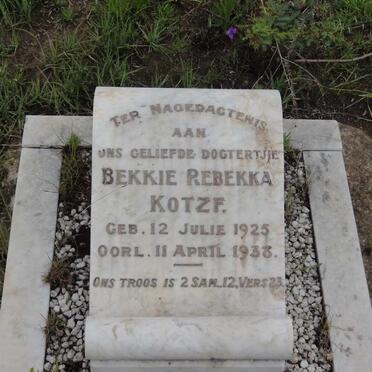 TER NAGEDAGTENIS
AAN
ONS GELIEFDE DOGTERTJIE
BEKKIE REBEKKA
KOTZE.
GEB. 12 JULIE 1925
OORL. 11 APRIL 1938.
ONS TROOS IS 2 SAM. 12, VERS 23